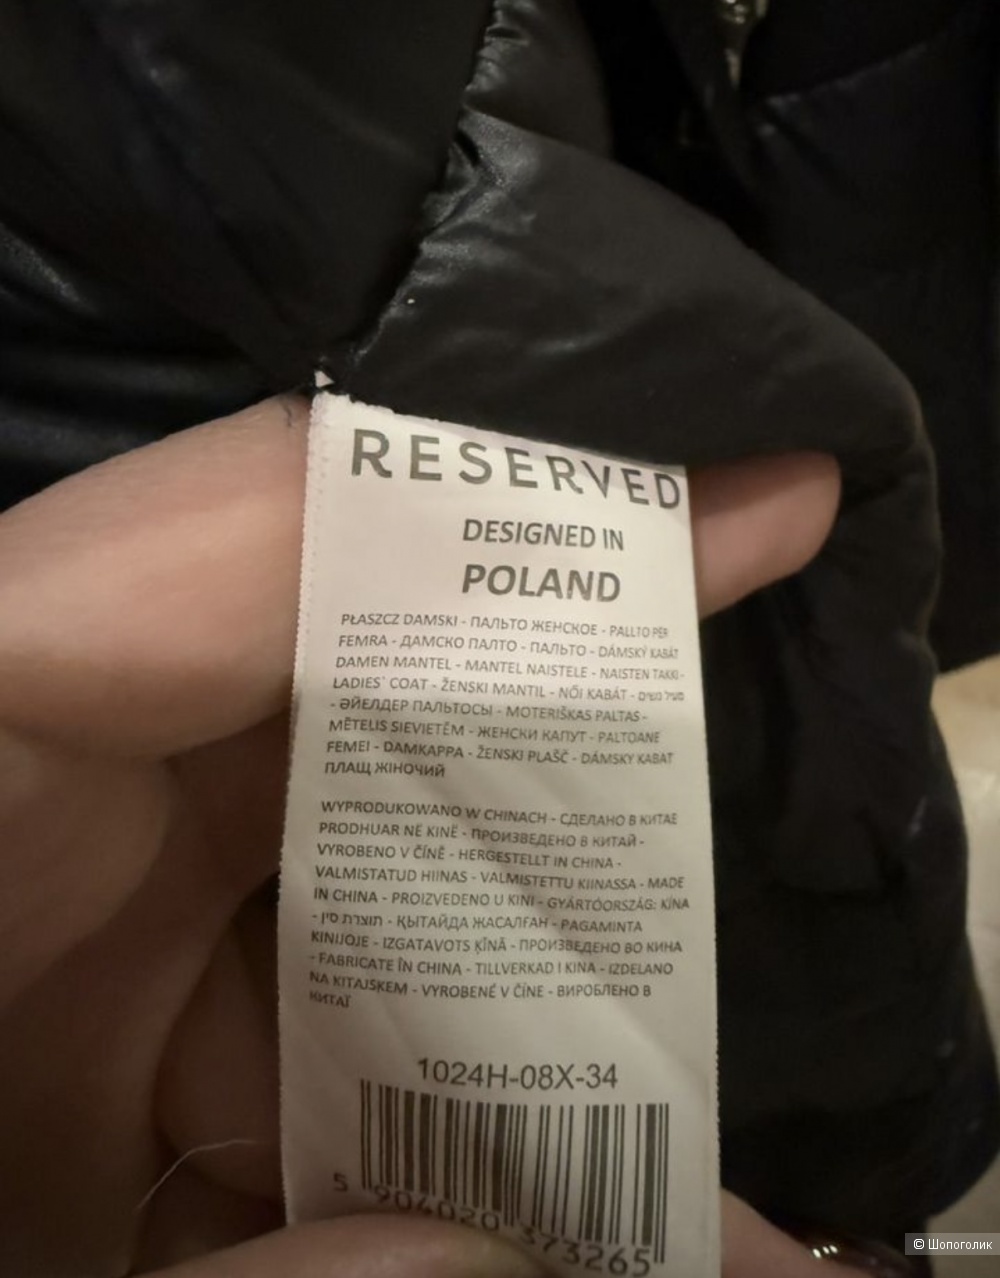 RESERVED
DESIGNED IN
POLAND
PŁASZCZ DAMSKI - ПАЛЬТО ЖЕНСКОЕ - PALLTO PËR
FEMRA - ДАМСКО ПАЛТО - ПАЛЬТО - DÁMSKÝ KABÁT
DAMEN MANTEL - MANTEL NAISTELE - NAISTEN TAKKI -
LADIES` COAT - ŽENSKI MANTIL - NŐI KABÁT - מעיל נשים
- ӘЙЕЛДЕР ПАЛЬТОСЫ - MOTERIŠKAS PALTAS -
MĒTELIS SIEVIETĒM - ЖЕНСКИ КАПУТ - PALTOANE
FEMEI - DAMKAPPA - ŽENSKI PLAŠČ - DÁMSKY KABÁT
ПЛАЩ ЖІНОЧИЙ
WYPRODUKOWANO W CHINACH - СДЕЛАНО В КИТАЕ
PRODHUAR NË KINË - ПРОИЗВЕДЕНО В КИТАЙ -
VYROBENO V ČÍNĚ - HERGESTELLT IN CHINA -
VALMISTATUD HIINAS - VALMISTETTU KIINASSA - MADE
IN CHINA - PROIZVEDENO U KINI - GYÁRTÓORSZÁG: KÍNA
- תוצרת סין - ҚЫТАЙДА ЖАСАЛҒАН - PAGAMINTA
KINIJOJE - IZGATAVOTS ĶĪNĀ - ПРОИЗВЕДЕНО ВО КИНА
- FABRICATE ÎN CHINA - TILLVERKAD I KINA - IZDELANO
NA KITAJSKEM - VYROBENÉ V ČÍNE - ВИРОБЛЕНО В
КИТАЇ
1024H-08X-34
5 904020 373265
© Шопоголик